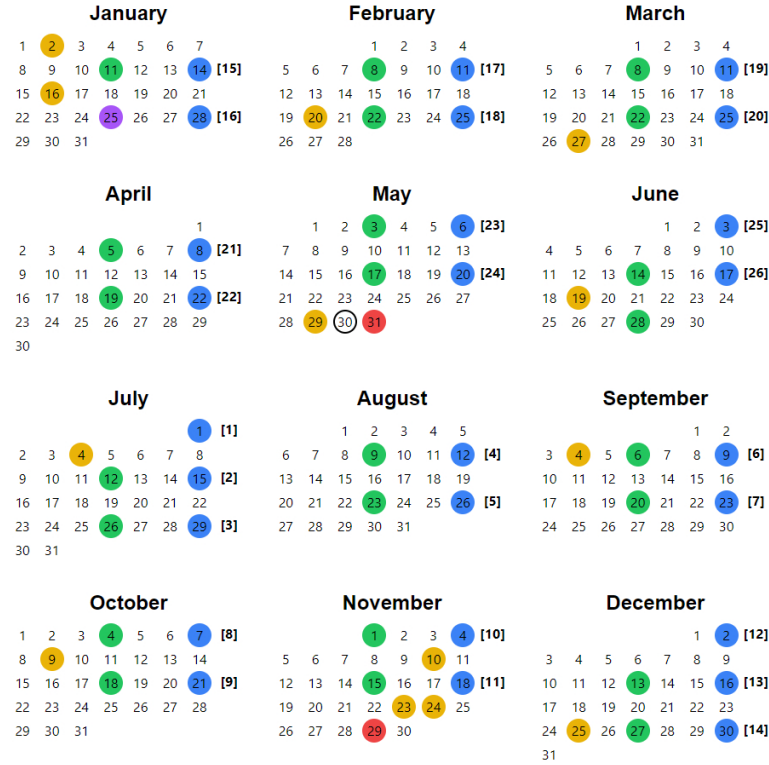 January
1 2 3 4 5 6 7
8 9 10 11 12 13 14 [15]
15 16 17 18 19 20 21
22 23 24 25 26 27 28 [16]
29 30 31
February
1 2 3 4
5 6 7 8 9 10 11 [17]
12 13 14 15 16 17 18
19 20 21 22 23 24 25 [18]
26 27 28
March
1 2 3 4
5 6 7 8 9 10 11 [19]
12 13 14 15 16 17 18
19 20 21 22 23 24 25 [20]
26 27 28 29 30 31
April
1
2 3 4 5 6 7 8 [21]
9 10 11 12 13 14 15
16 17 18 19 20 21 22 [22]
23 24 25 26 27 28 29
30
May
1 2 3 4 5 6 [23]
7 8 9 10 11 12 13
14 15 16 17 18 19 20 [24]
21 22 23 24 25 26 27
28 29 30 31
June
1 2 3 [25]
4 5 6 7 8 9 10
11 12 13 14 15 16 17 [26]
18 19 20 21 22 23 24
25 26 27 28 29 30
July
1 [1]
2 3 4 5 6 7 8
9 10 11 12 13 14 15 [2]
16 17 18 19 20 21 22
23 24 25 26 27 28 29 [3]
30 31
August
1 2 3 4 5
6 7 8 9 10 11 12 [4]
13 14 15 16 17 18 19
20 21 22 23 24 25 26 [5]
27 28 29 30 31
September
1 2
3 4 5 6 7 8 9 [6]
10 11 12 13 14 15 16
17 18 19 20 21 22 23 [7]
24 25 26 27 28 29 30
October
1 2 3 4 5 6 7 [8]
8 9 10 11 12 13 14
15 16 17 18 19 20 21 [9]
22 23 24 25 26 27 28
29 30 31
November
1 2 3 4 [10]
5 6 7 8 9 10 11
12 13 14 15 16 17 18 [11]
19 20 21 22 23 24 25
26 27 28 29 30
December
1 2 [12]
3 4 5 6 7 8 9
10 11 12 13 14 15 16 [13]
17 18 19 20 21 22 23
24 25 26 27 28 29 30 [14]
31